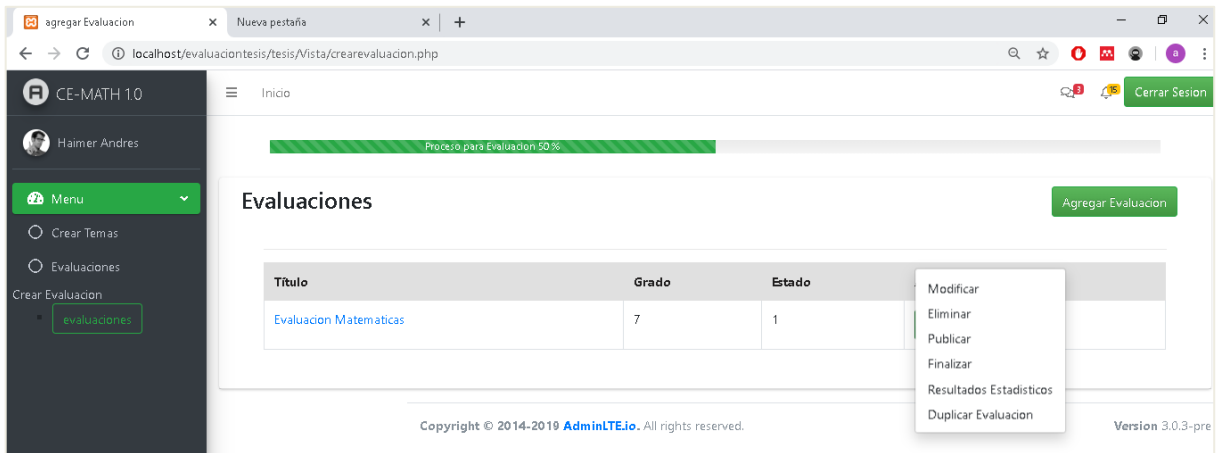 agregar Evaluacion
Nueva pestaña
localhost/evaluaciontesis/tesis/Vista/crearevaluacion.php
a
CE-MATH 1.0
Inicio
3
15
Cerrar Sesion
Haimer Andres
Proceso para Evaluacion 50 %
Menu
Evaluaciones
Agregar Evaluacion
Crear Temas
Evaluaciones
Crear Evaluacion
evaluaciones
Título
Grado
Estado
Evaluacion Matematicas
7
1
Modificar
Eliminar
Publicar
Finalizar
Resultados Estadisticos
Duplicar Evaluacion
Copyright © 2014-2019 AdminLTE.io. All rights reserved.
Version 3.0.3-pre